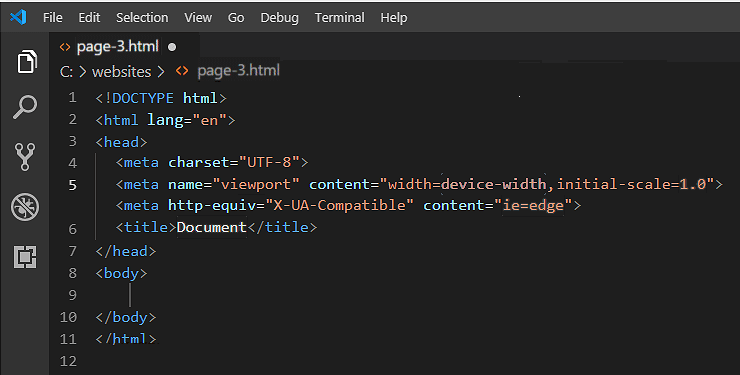 File Edit Selection View Go Debug Terminal Help
<> page-3.html ●
C: > websites > <> page-3.html
1 <!DOCTYPE html>
2 <html lang="en">
3 <head>
4 <meta charset="UTF-8">
5 <meta name="viewport" content="width=device-width,initial-scale=1.0">
<meta http-equiv="X-UA-Compatible" content="ie=edge">
6 <title>Document</title>
7 </head>
8 <body>
9
10 </body>
11 </html>
12